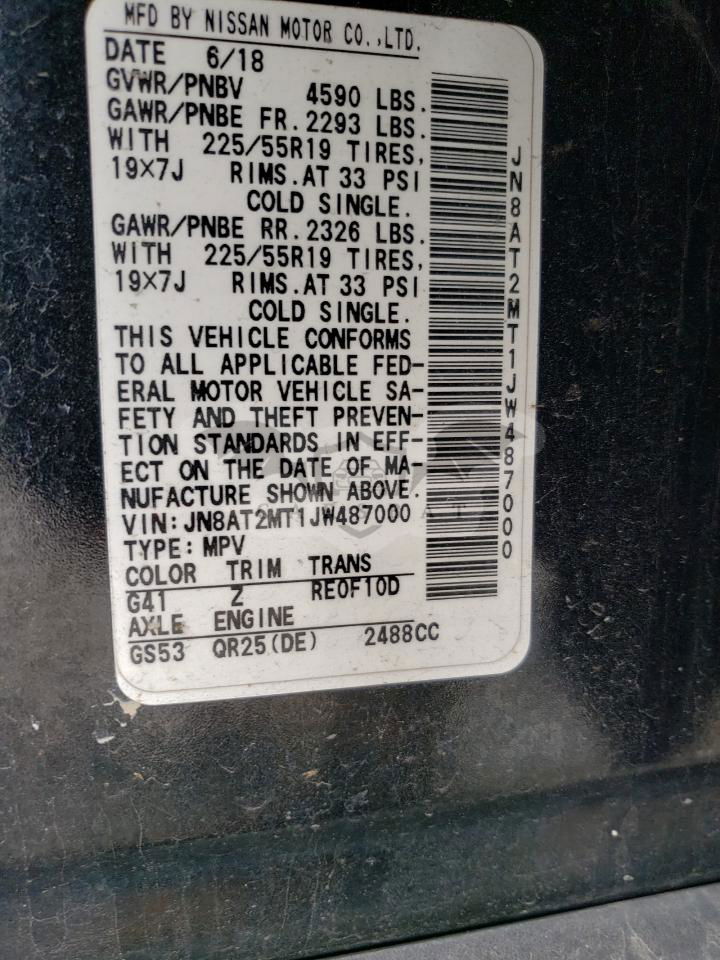 MFD BY NISSAN MOTOR CO.,LTD.
DATE 6/18
GVWR/PNBV 4590 LBS.
GAWR/PNBE FR. 2293 LBS.
WITH 225/55R19 TIRES,
19×7J RIMS.AT 33 PSI
COLD SINGLE.
GAWR/PNBE RR. 2326 LBS.
WITH 225/55R19 TIRES,
19×7J RIMS.AT 33 PSI
COLD SINGLE.
THIS VEHICLE CONFORMS
TO ALL APPLICABLE FED-
ERAL MOTOR VEHICLE SA-
FETY AND THEFT PREVEN-
TION STANDARDS IN EFF-
ECT ON THE DATE OF MA-
NUFACTURE SHOWN ABOVE.
VIN:JN8AT2MT1JW487000
TYPE:MPV
COLOR TRIM TRANS
G41 Z RE0F10D
AXLE ENGINE
GS53 QR25(DE) 2488CC
JN8AT2MT1JW487000